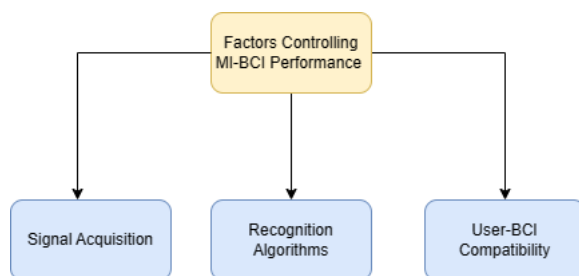 Factors Controlling
MI-BCI Performance
Signal Acquisition
Recognition
Algorithms
User-BCI
Compatibility